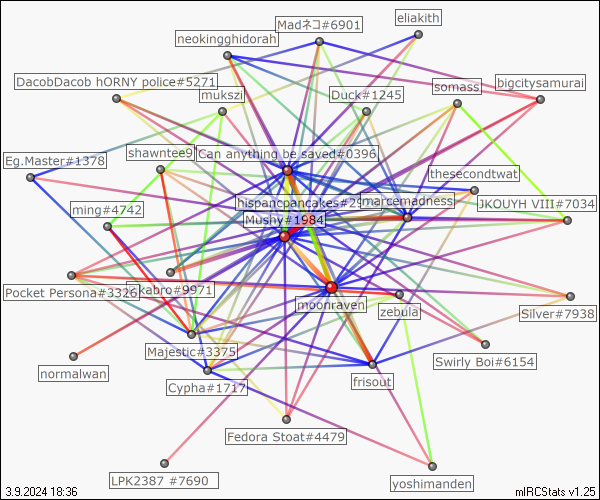 eliakith
Madネコ#6901
neokingghidorah
DacobDacob hORNY police#5271
bigcitysamurai
somass
mukszi
Duck#1245
shawntee9
Can anything be saved#0396
Eg.Master#1378
thesecondtwat
hispancpancakes#2
marcemadness
JKOUYH VIII#7034
ming#4742
Mushy#1984
kabro#9971
Pocket Persona#3326
moonraven
zebula
Silver#7938
Majestic#3375
Swirly Boi#6154
normalwan
Cypha#1717
frisout
Fedora Stoat#4479
LPK2387 #7690
yoshimanden
3.9.2024 18:36
mIRCStats v1.25